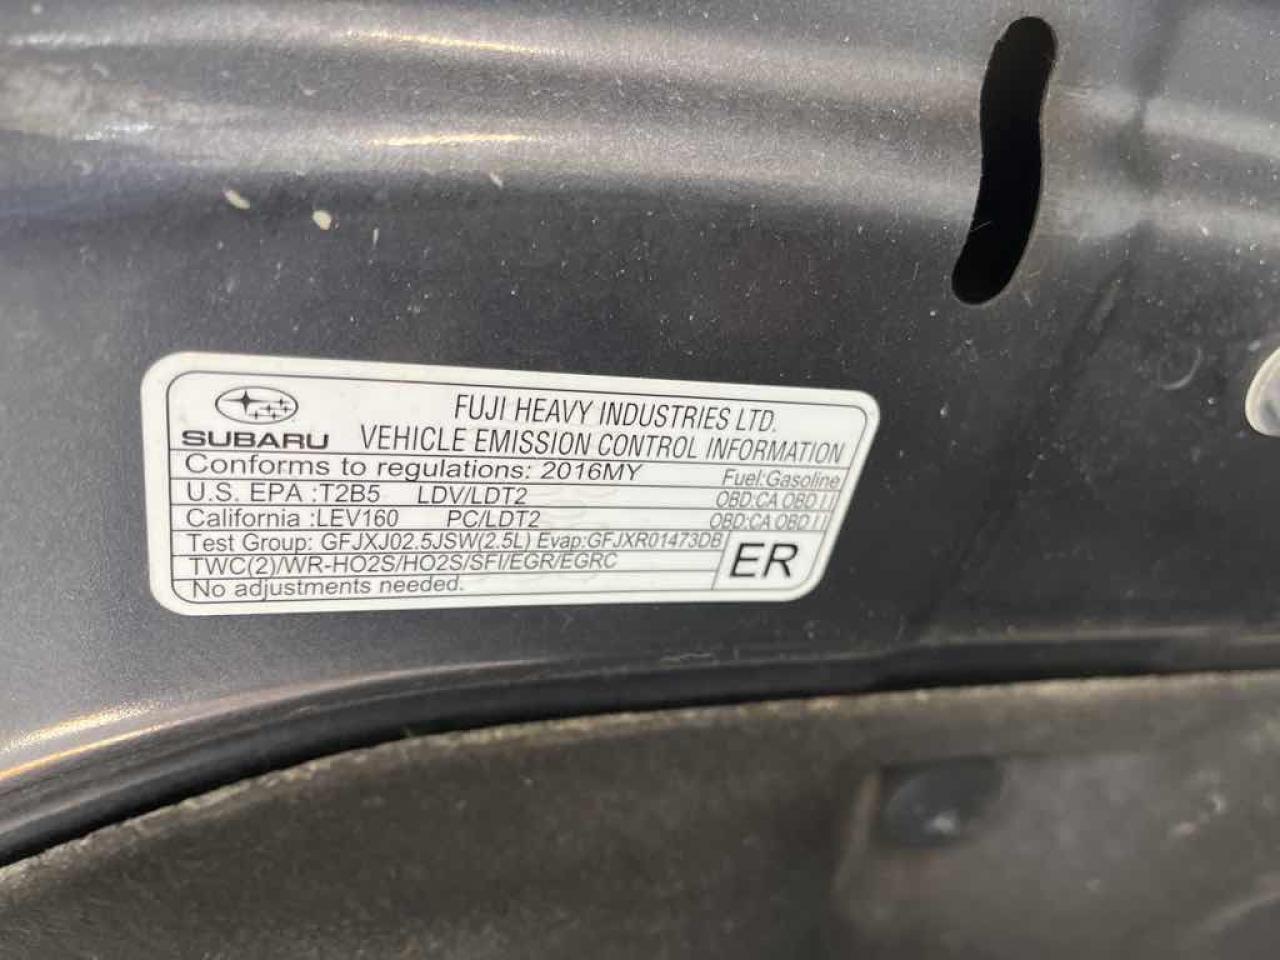 FUJI HEAVY INDUSTRIES LTD.
SUBARU VEHICLE EMISSION CONTROL INFORMATION
Conforms to regulations: 2016MY Fuel:Gasoline
U.S. EPA :T2B5 LDV/LDT2 OBD:CA OBD II
California :LEV160 PC/LDT2 OBD:CA OBD II
Test Group: GFJXJ02.5JSW(2.5L) Evap:GFJXR01473DB
TWC(2)/WR-HO2S/HO2S/SFI/EGR/EGRC
ER
No adjustments needed.